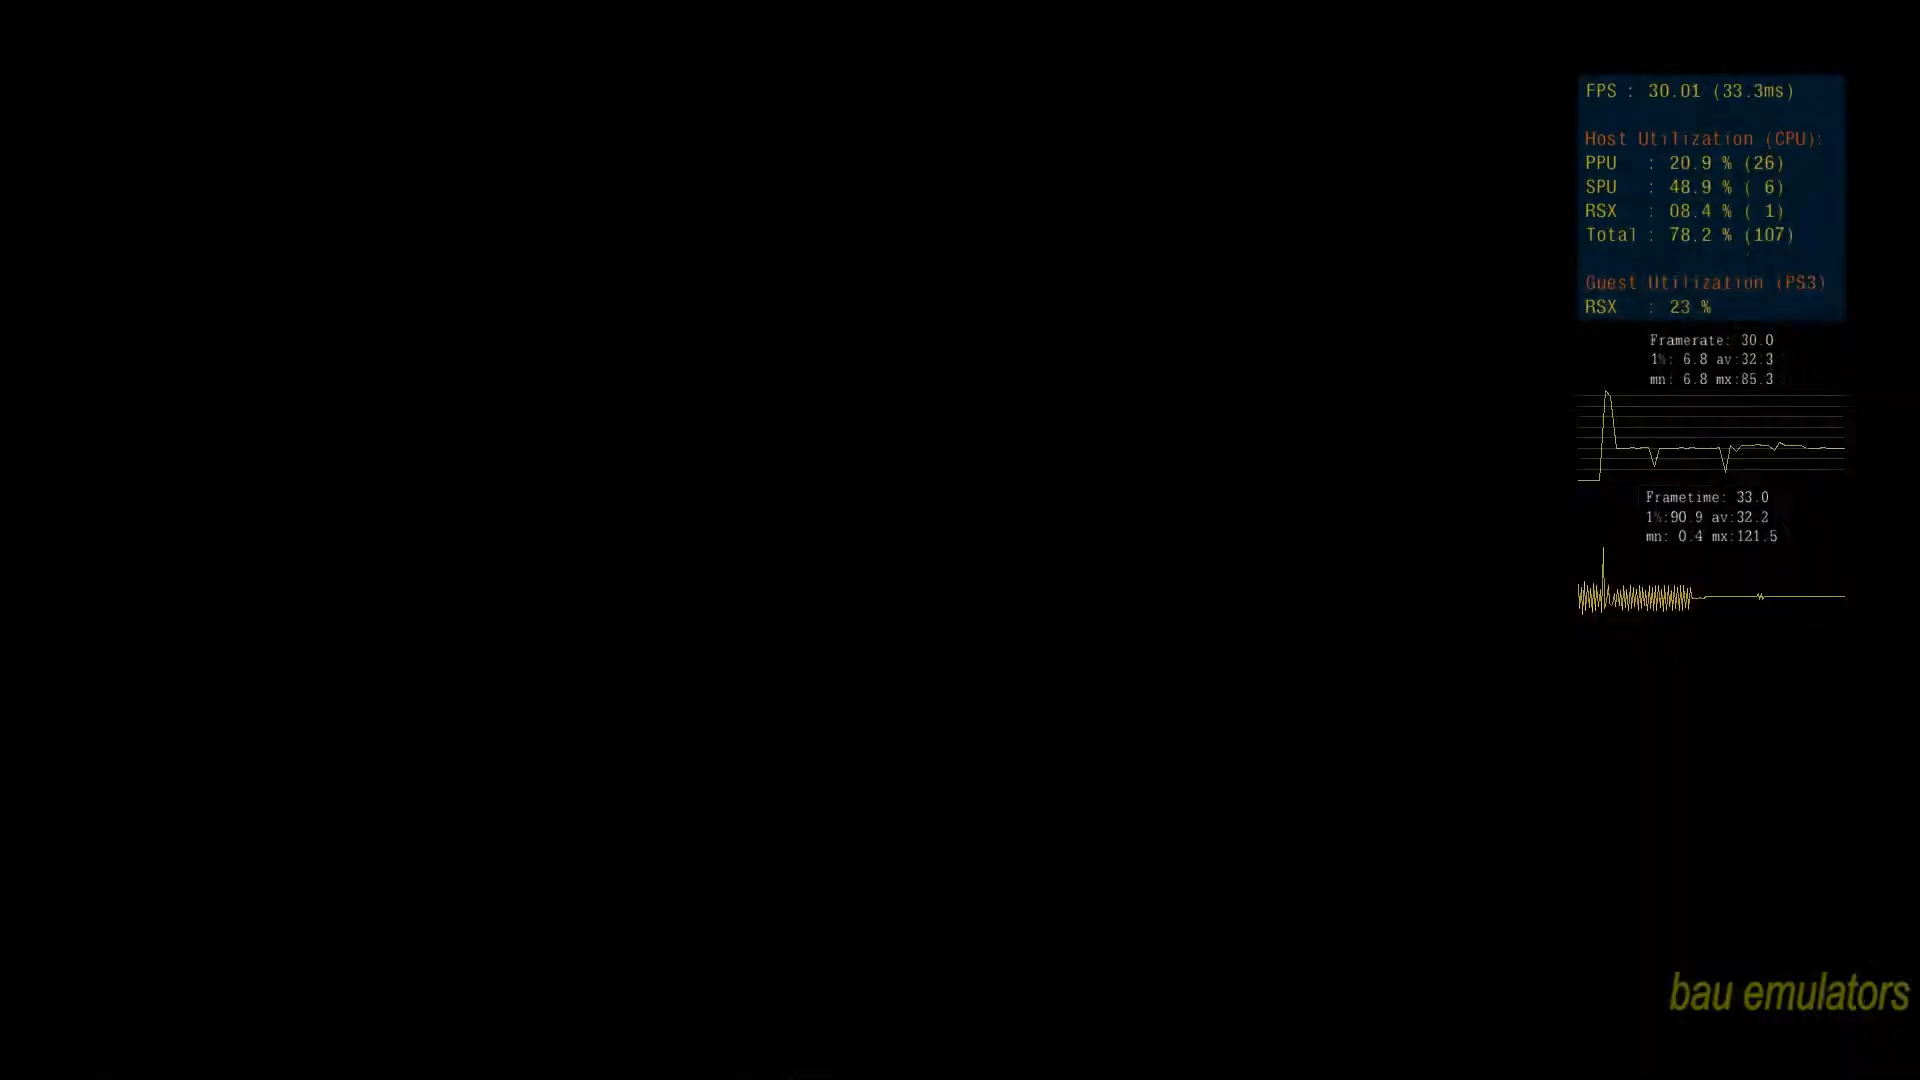 FPS : 30.01 (33.3ms)
Host Utilization (CPU):
PPU : 20.9 % (26)
SPU : 48.9 % ( 6)
RSX : 08.4 % ( 1)
Total : 78.2 % (107)
Guest Utilization (PS3)
RSX : 23 %
Framerate: 30.0
1%: 6.8 av:32.3
mn: 6.8 mx:85.3
Frametime: 33.0
1%:90.9 av:32.2
mn: 0.4 mx:121.5
bau emulators